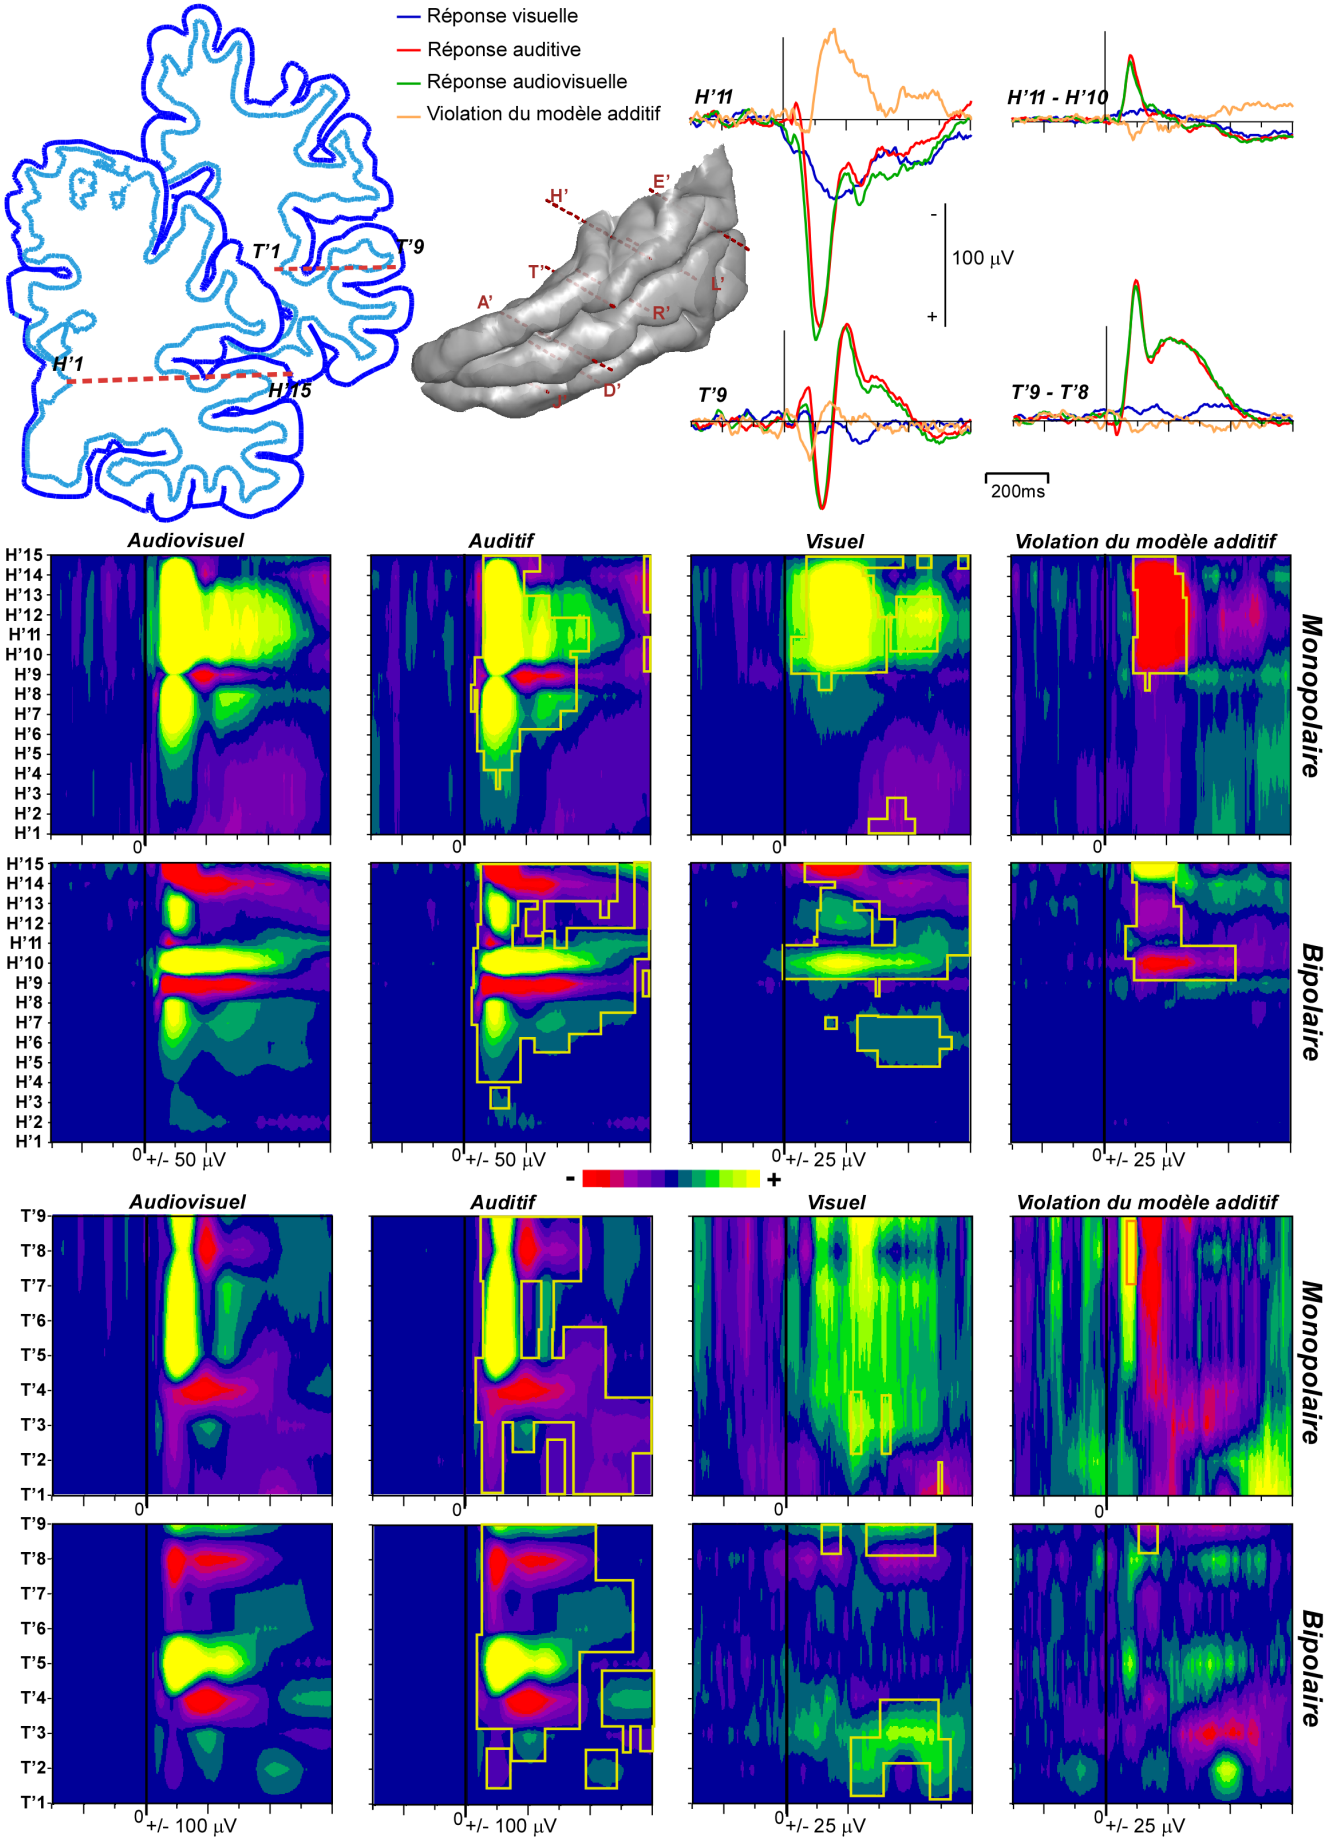 Réponse visuelle
Réponse auditive
Réponse audiovisuelle
Violation du modèle additif
T'1
T'9
H'1
H'15
H'
E'
T'
A'
L'
R'
D'
H'11
H'11 - H'10
-
100 µV
+
T'9
T'9 - T'8
200ms
Audiovisuel Auditif Visuel Violation du modèle additif
H'15
H'14
H'13
H'12
H'11
H'10
H'9
H'8
H'7
H'6
H'5
H'4
H'3
H'2
H'1
Monopolaire
0 0 0 0
H'15
H'14
H'13
H'12
H'11
H'10
H'9
H'8
H'7
H'6
H'5
H'4
H'3
H'2
H'1
Bipolaire
0 +/- 50 µV 0 +/- 50 µV 0 +/- 25 µV 0 +/- 25 µV
- +
Audiovisuel Auditif Visuel Violation du modèle additif
T'9
T'8
T'7
T'6
T'5
T'4
T'3
T'2
T'1
Monopolaire
0 0 0 0
T'9
T'8
T'7
T'6
T'5
T'4
T'3
T'2
T'1
Bipolaire
0 +/- 100 µV 0 +/- 100 µV 0 +/- 25 µV 0 +/- 25 µV